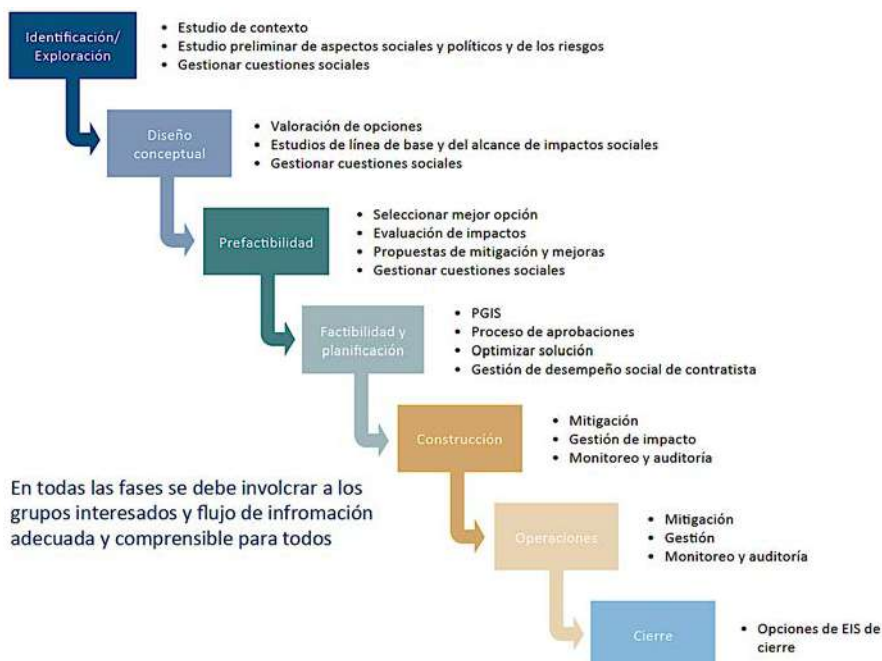 Identificación/
Exploración
• Estudio de contexto
• Estudio preliminar de aspectos sociales y políticos y de los riesgos
• Gestionar cuestiones sociales
Diseño
conceptual
• Valoración de opciones
• Estudios de línea de base y del alcance de impactos sociales
• Gestionar cuestiones sociales
Prefactibilidad
• Seleccionar mejor opción
• Evaluación de impactos
• Propuestas de mitigación y mejoras
• Gestionar cuestiones sociales
Factibilidad y
planificación
• PGIS
• Proceso de aprobaciones
• Optimizar solución
• Gestión de desempeño social de contratista
Construcción
• Mitigación
• Gestión de impacto
• Monitoreo y auditoría
En todas las fases se debe involcrar a los
grupos interesados y flujo de infromación
adecuada y comprensible para todos
Operaciones
• Mitigación
• Gestión
• Monitoreo y auditoría
Cierre
• Opciones de EIS de
cierre